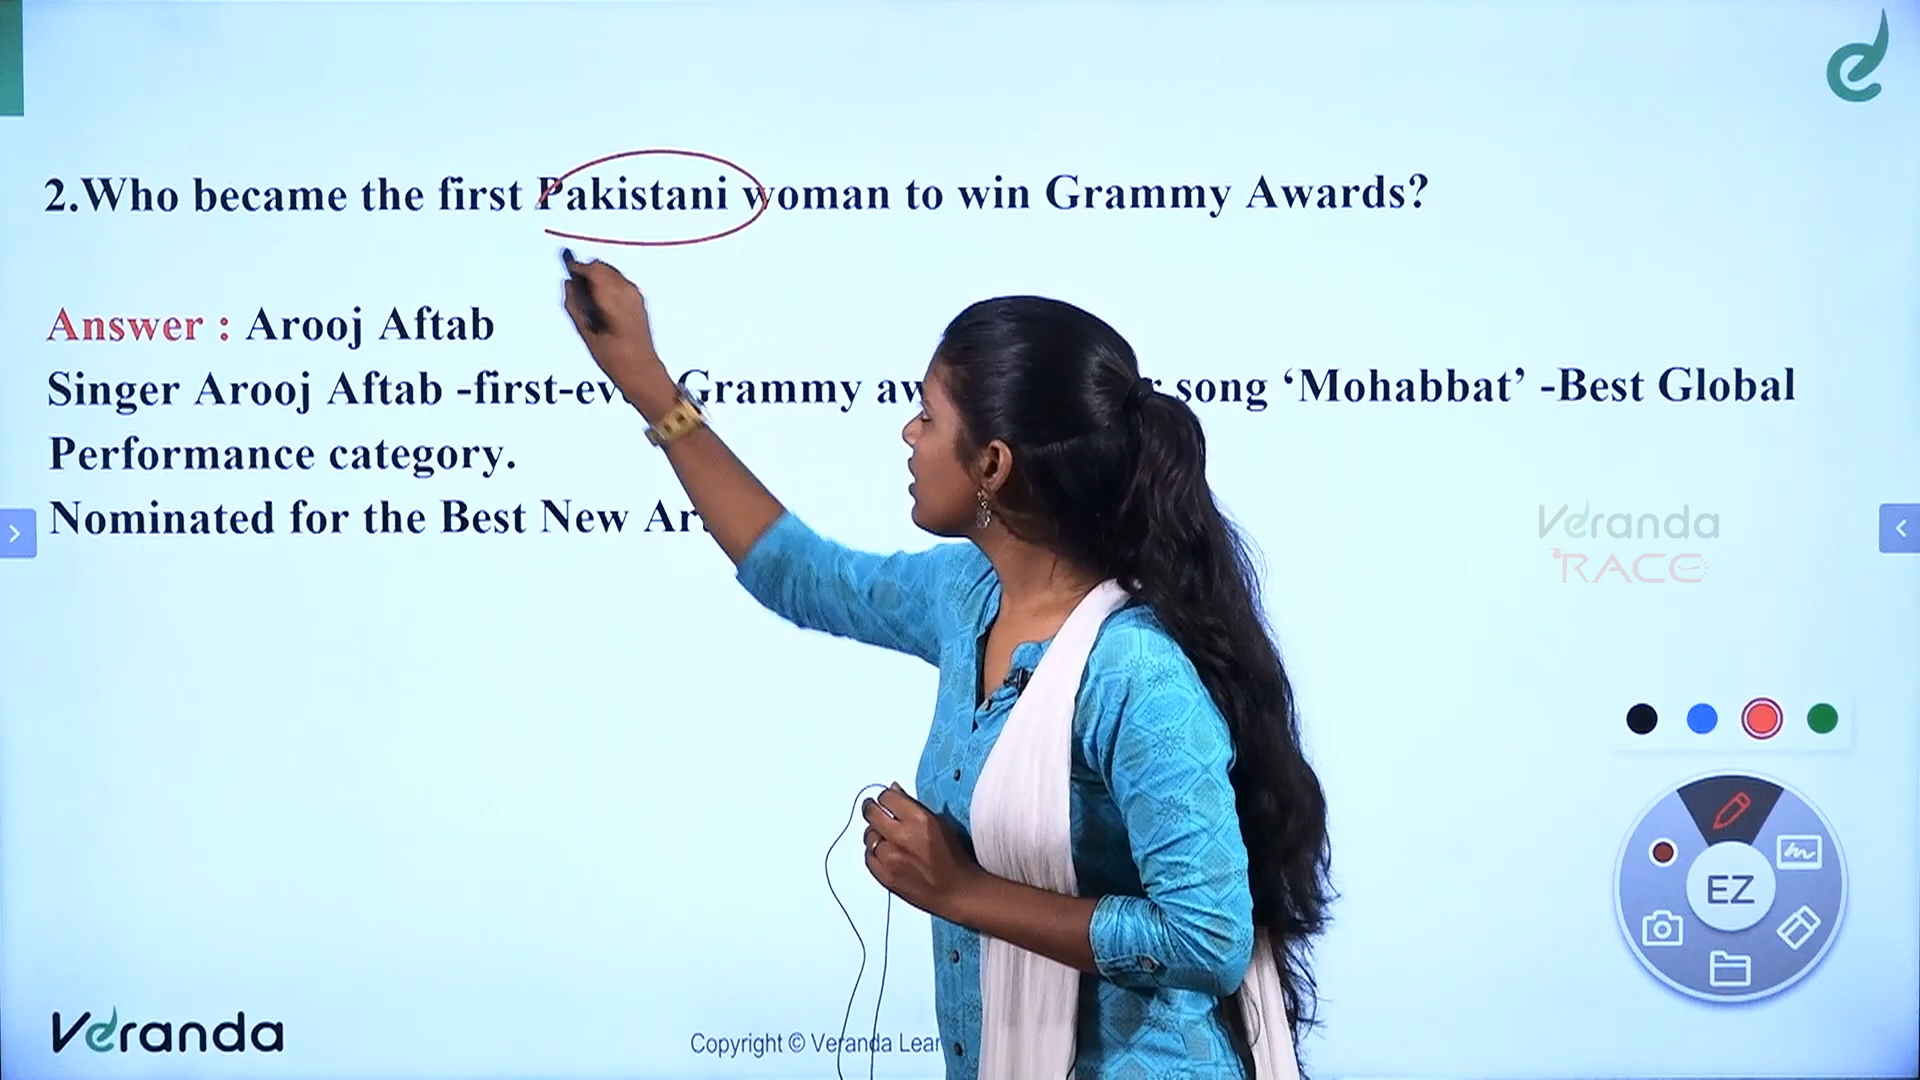 2.Who became the first Pakistani woman to win Grammy Awards?
Answer : Arooj Aftab
Singer Arooj Aftab -first-ev Grammy aw song ‘Mohabbat’ -Best Global
Performance category.
Nominated for the Best New Ar
Veranda
RACE
EZ
Veranda
Copyright © Veranda Lear